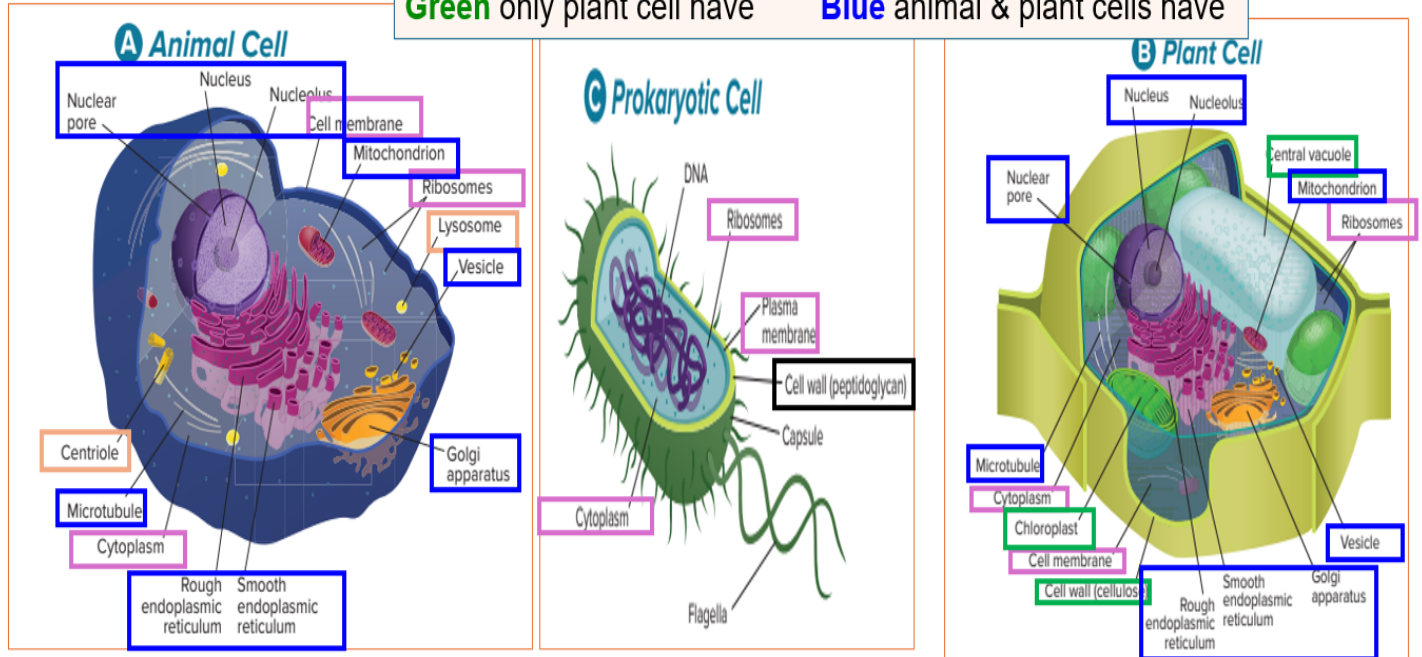 Green only plant cell have Blue animal & plant cells have
A Animal Cell
Nucleus
Nucleolus
Nuclear
pore
Cell membrane
Mitochondrion
Ribosomes
Lysosome
Vesicle
Centriole
Golgi
apparatus
Microtubule
Cytoplasm
Rough
endoplasmic
reticulum
Smooth
endoplasmic
reticulum
C Prokaryotic Cell
DNA
Ribosomes
Plasma
membrane
Cell wall (peptidoglycan)
Capsule
Cytoplasm
Flagella
B Plant Cell
Nucleus
Nucleolus
Central vacuole
Nuclear
pore
Mitochondrion
Ribosomes
Microtubule
Cytoplasm
Chloroplast
Cell membrane
Cell wall (cellulose)
Vesicle
Rough
endoplasmic
reticulum
Smooth
endoplasmic
reticulum
Golgi
apparatus